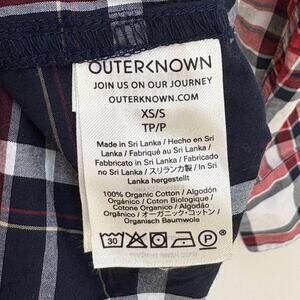 OUTERKNOWN
JOIN US ON OUR JOURNEY
OUTERKNOWN.COM
XS/S
TP/P
Made in Sri Lanka / Hecho en Sri
Lanka / Fabriqué au Sri Lanka /
Fabbricato in Sri Lanka / Fabricado
no Sri Lanka / スリランカ製 / In Sri
Lanka hergestellt
100% Organic Cotton / Algodón
Orgánico / Coton Biologique /
Cotone Organico / Algodão
Orgânico / オーガニック・コットン /
Organisch Baumwole
30
P